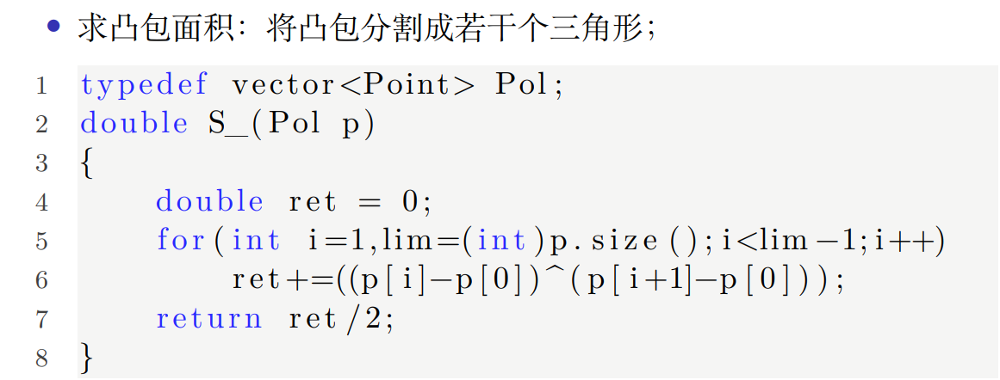 • 求凸包面积：将凸包分割成若干个三角形；
1 typedef vector<Point> Pol;
2 double S_(Pol p)
3 {
4     double ret = 0;
5     for(int i=1,lim=(int)p.size();i<lim-1;i++)
6         ret+=((p[i]-p[0])^(p[i+1]-p[0]));
7     return ret/2;
8 }